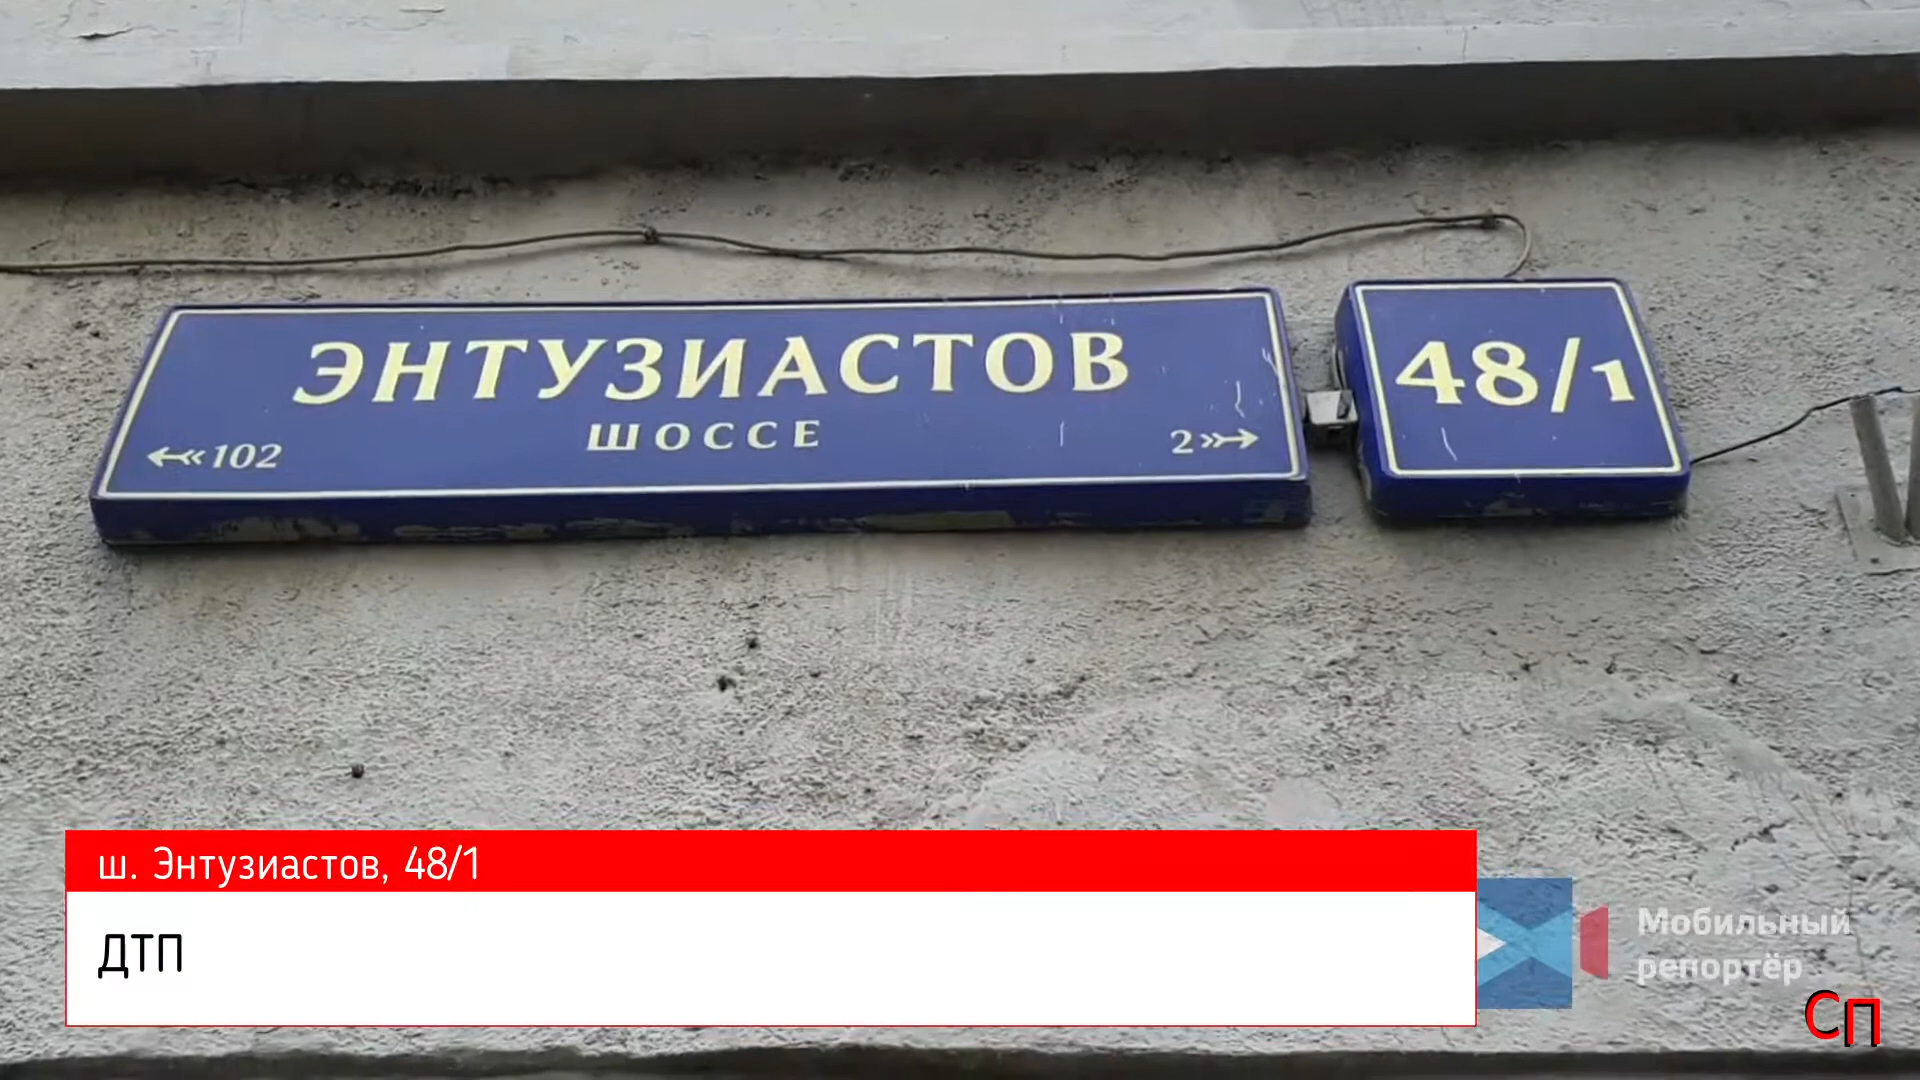 ЭНТУЗИАСТОВ
ШОССЕ
102
2
48/1
ш. Энтузиастов, 48/1
ДТП
Мобильный
репортёр
СП